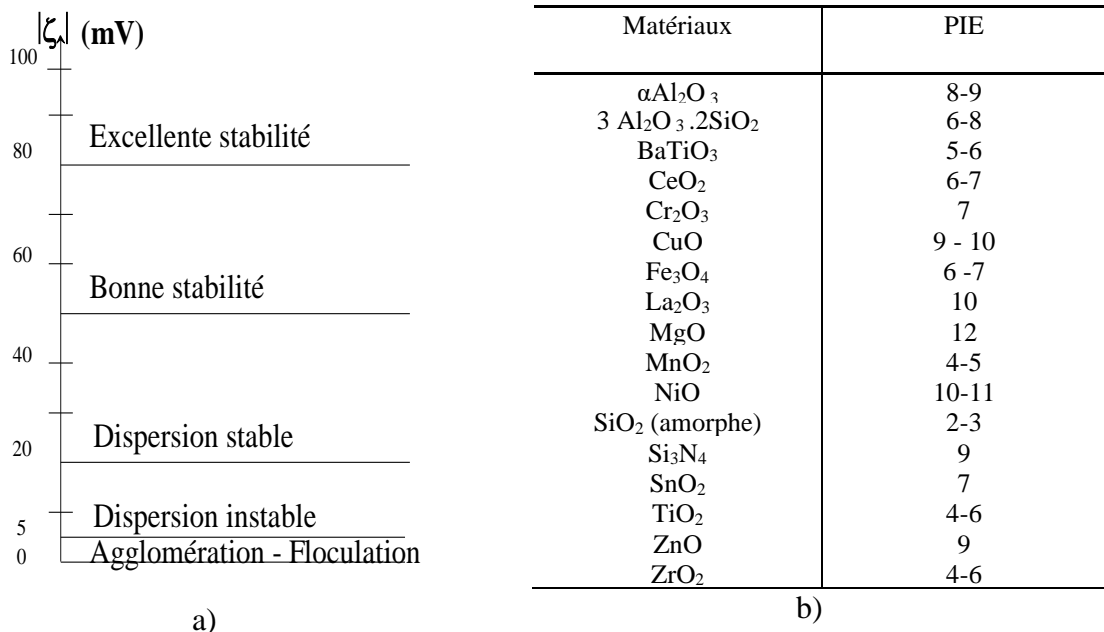 |ζ| (mV)
100
Excellente stabilité
80
60
Bonne stabilité
40
Dispersion stable
20
Dispersion instable
5
Agglomération - Floculation
0
a)
Matériaux PIE
αAl₂O₃ 8-9
3 Al₂O₃.2SiO₂ 6-8
BaTiO₃ 5-6
CeO₂ 6-7
Cr₂O₃ 7
CuO 9 - 10
Fe₃O₄ 6 -7
La₂O₃ 10
MgO 12
MnO₂ 4-5
NiO 10-11
SiO₂ (amorphe) 2-3
Si₃N₄ 9
SnO₂ 7
TiO₂ 4-6
ZnO 9
ZrO₂ 4-6
b)